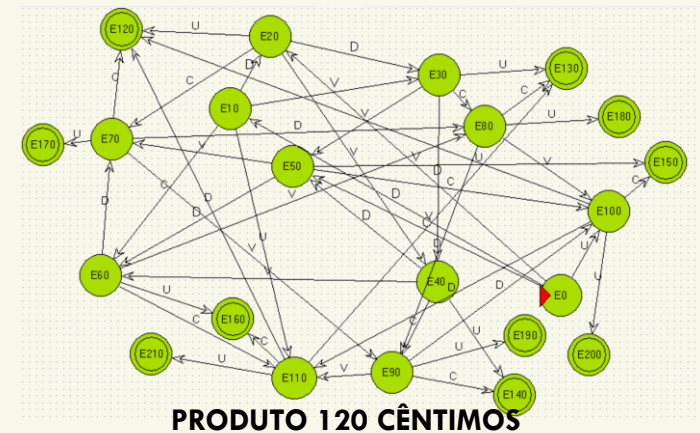 E120
U
E20
D
E30
U
E130
C
D
V
C
C
E10
V
E80
U
E180
E170
U
E70
D
V
E50
V
V
U
V
E150
C
D
C
D
D
C
E100
D
V
D
V
U
V
D
U
E60
E40
D
D
E0
U
U
E160
C
C
C
U
E190
E210
U
E110
V
E90
U
C
E200
E140
PRODUTO 120 CÊNTIMOS